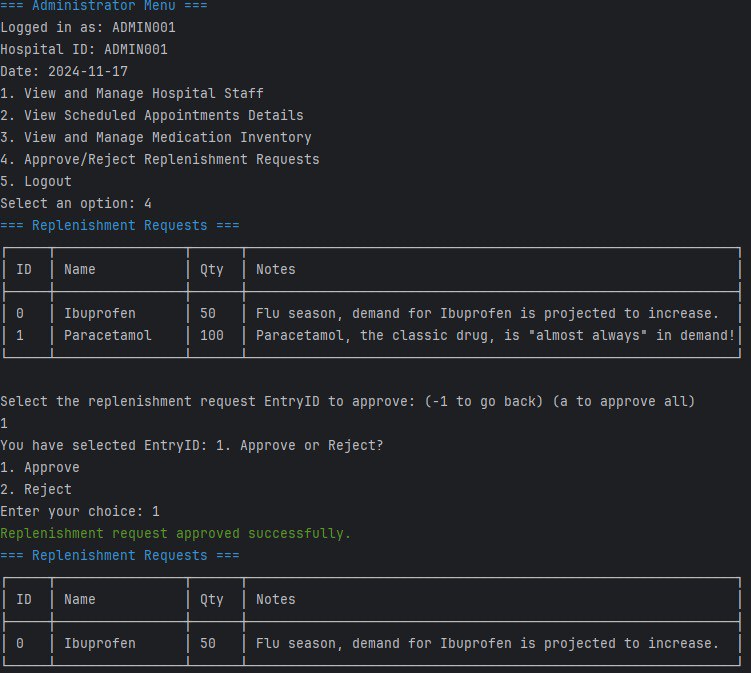 === Administrator Menu ===
Logged in as: ADMIN001
Hospital ID: ADMIN001
Date: 2024-11-17
1. View and Manage Hospital Staff
2. View Scheduled Appointments Details
3. View and Manage Medication Inventory
4. Approve/Reject Replenishment Requests
5. Logout
Select an option: 4
=== Replenishment Requests ===
ID Name Qty Notes
0 Ibuprofen 50 Flu season, demand for Ibuprofen is projected to increase.
1 Paracetamol 100 Paracetamol, the classic drug, is "almost always" in demand!
Select the replenishment request EntryID to approve: (-1 to go back) (a to approve all)
1
You have selected EntryID: 1. Approve or Reject?
1. Approve
2. Reject
Enter your choice: 1
Replenishment request approved successfully.
=== Replenishment Requests ===
ID Name Qty Notes
0 Ibuprofen 50 Flu season, demand for Ibuprofen is projected to increase.